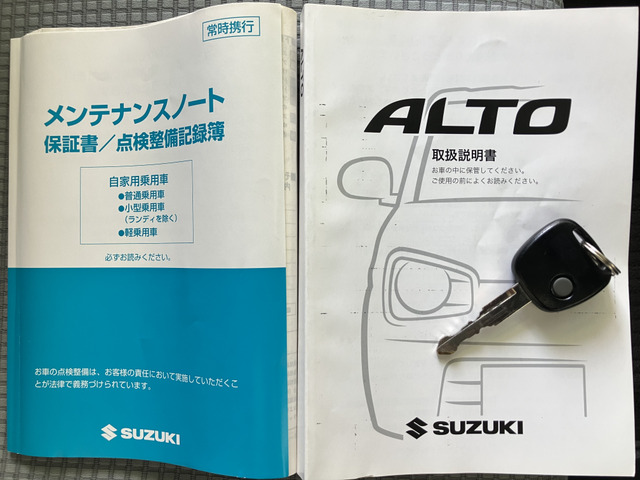 常時携行
メンテナンスノート
保証書／点検整備記録簿
自家用乗用車
●普通乗用車
●小型乗用車
（ランディを除く）
●軽乗用車
必ずお読みください。
お車の点検整備は、お客様の責任において実施していただくこ
とが法律で義務づけられています。
SUZUKI
ALTO
取扱説明書
お車の中に保管してください。
ご使用の前によくお読みください。
SUZUKI